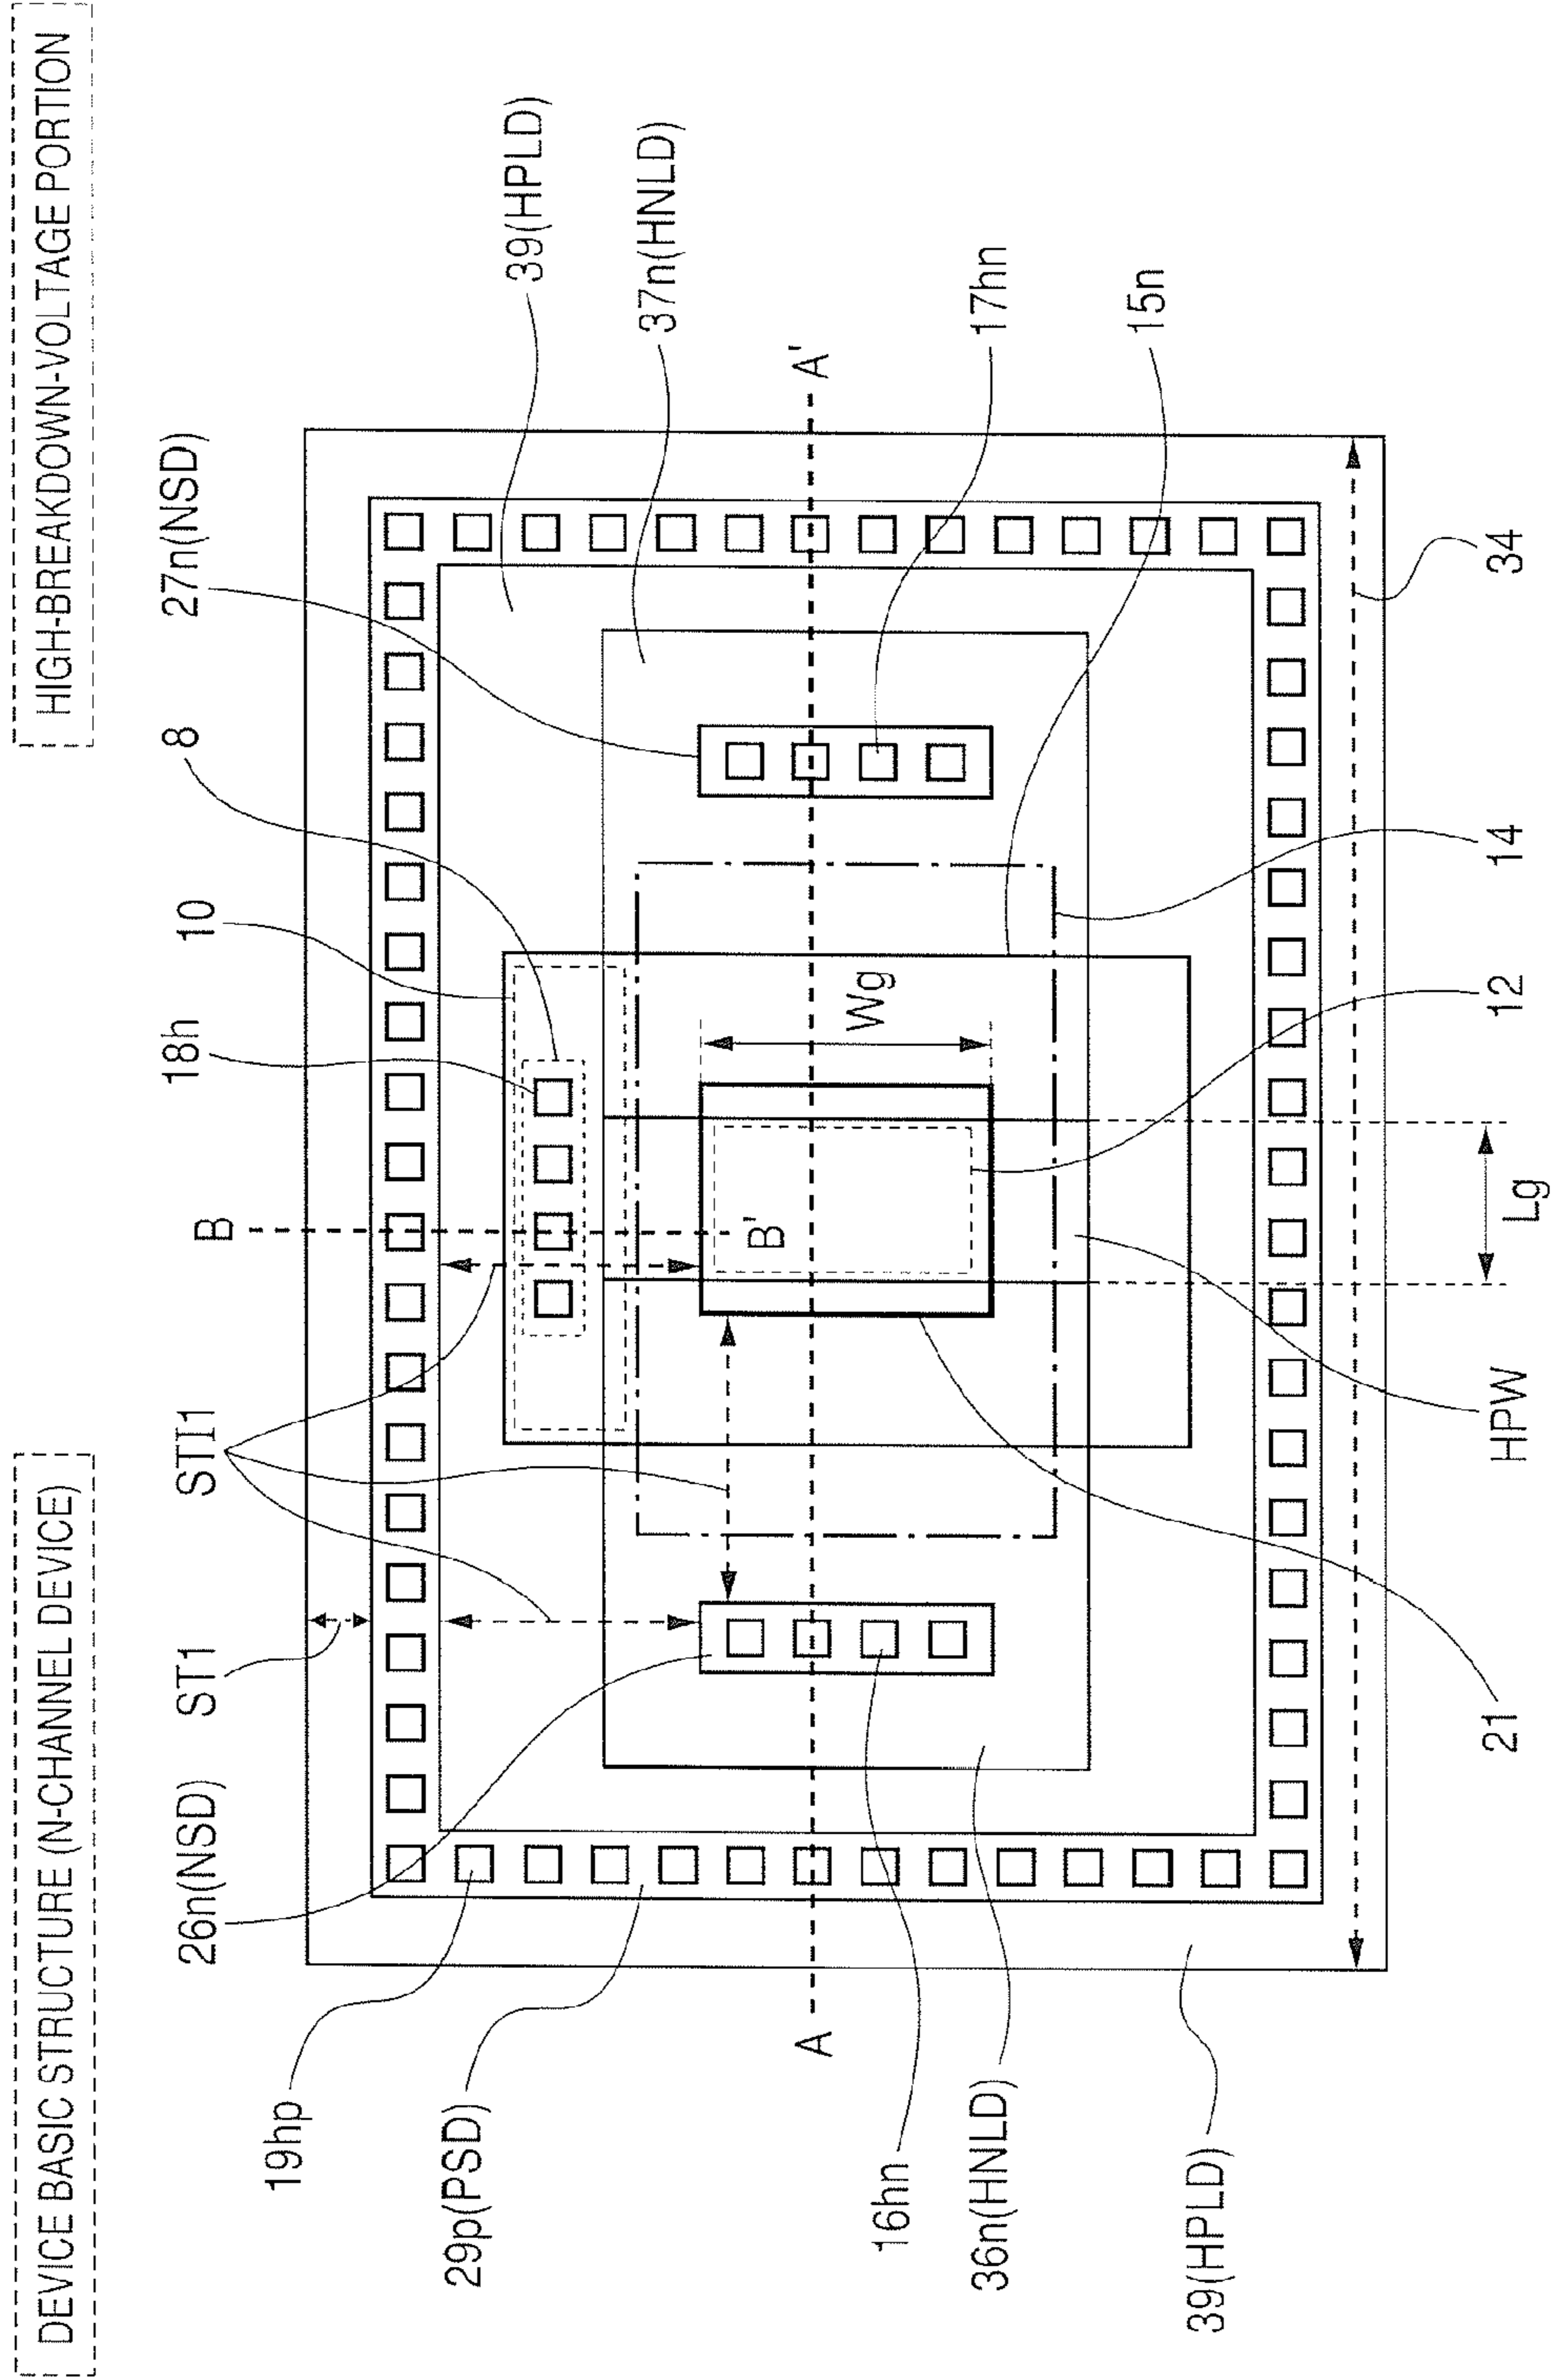 DEVICE BASIC STRUCTURE (N-CHANNEL DEVICE)
HIGH-BREAKDOWN-VOLTAGE PORTION
26n(NSD)
ST1
STI1
B
18h
10
8
27n(NSD)
19hp
29p(PSD)
39(HPLD)
37n(HNLD)
B'
Wg
A
A'
16hn
17hn
36n(HNLD)
15n
39(HPLD)
21
HPW
Lg
12
14
34